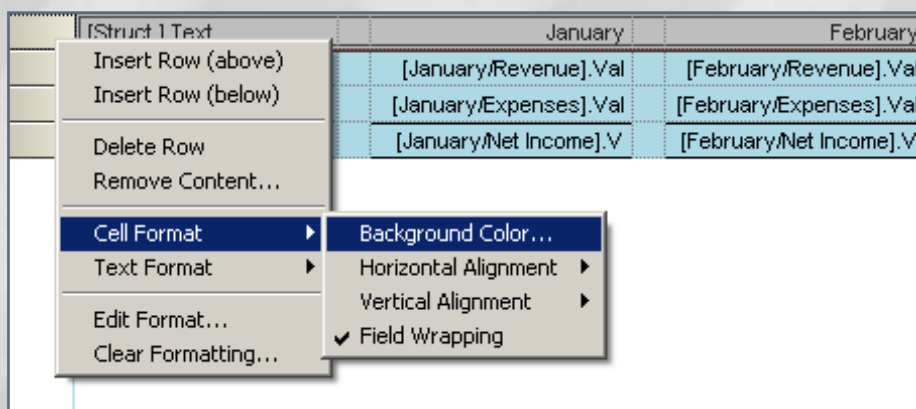 [Struct ] Text January February
[January/Revenue].Val [February/Revenue].Val
[January/Expenses].Val [February/Expenses].Val
[January/Net Income].V [February/Net Income].V
Insert Row (above)
Insert Row (below)
Delete Row
Remove Content...
Cell Format
Text Format
Edit Format...
Clear Formatting...
Background Color...
Horizontal Alignment
Vertical Alignment
Field Wrapping